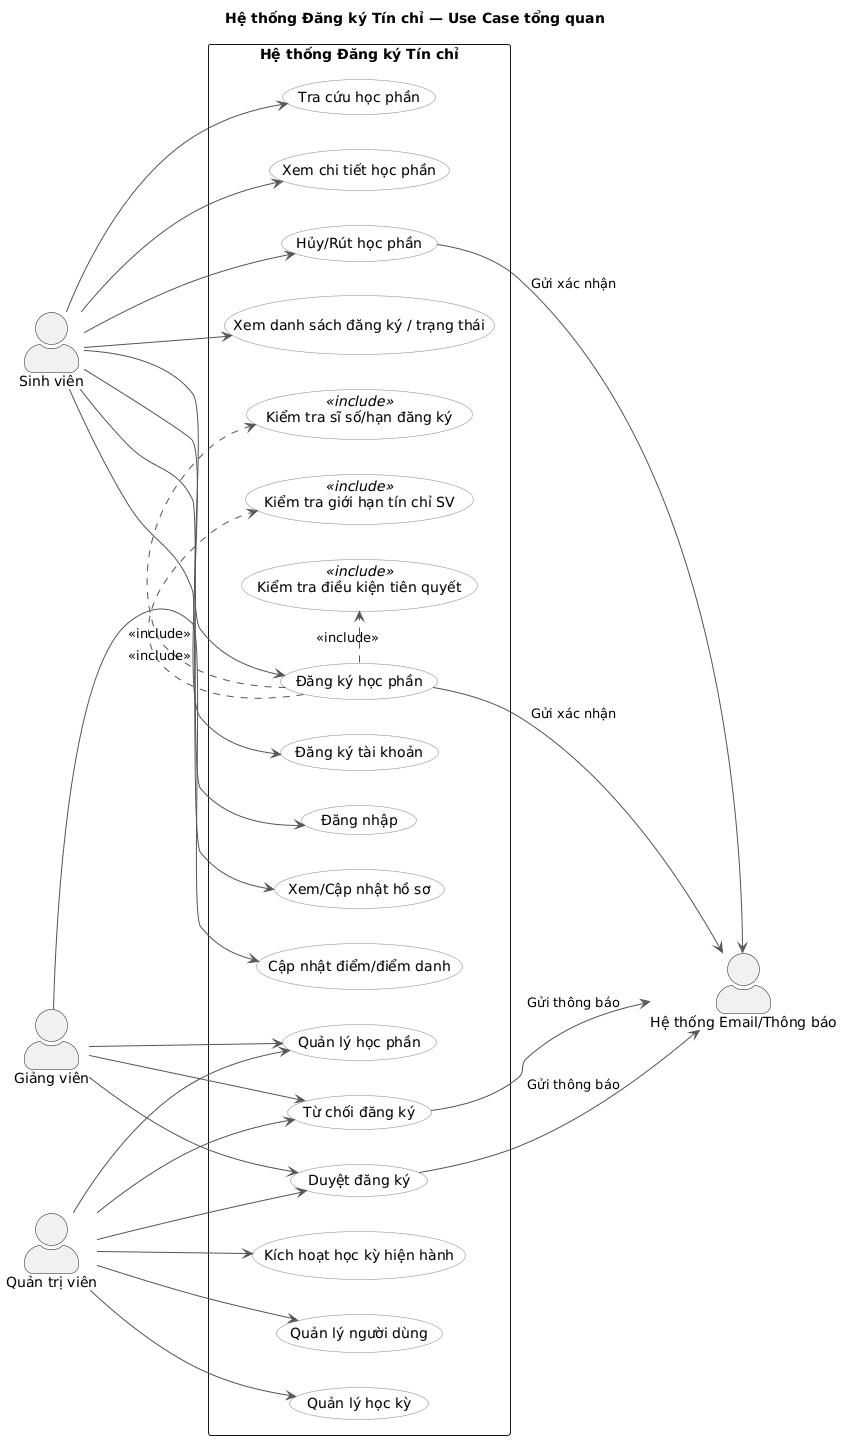 Hệ thống Đăng ký Tín chỉ — Use Case tổng quan
Hệ thống Đăng ký Tín chỉ
Tra cứu học phần
Xem chi tiết học phần
Hủy/Rút học phần
Gửi xác nhận
Xem danh sách đăng ký / trạng thái
Sinh viên
«include»
Kiểm tra sĩ số/hạn đăng ký
«include»
Kiểm tra giới hạn tín chỉ SV
«include»
Kiểm tra điều kiện tiên quyết
«include»
«include»
«include»
Đăng ký học phần
Gửi xác nhận
Đăng ký tài khoản
Đăng nhập
Xem/Cập nhật hồ sơ
Cập nhật điểm/điểm danh
Gửi thông báo
Hệ thống Email/Thông báo
Quản lý học phần
Giảng viên
Gửi thông báo
Từ chối đăng ký
Duyệt đăng ký
Kích hoạt học kỳ hiện hành
Quản trị viên
Quản lý người dùng
Quản lý học kỳ